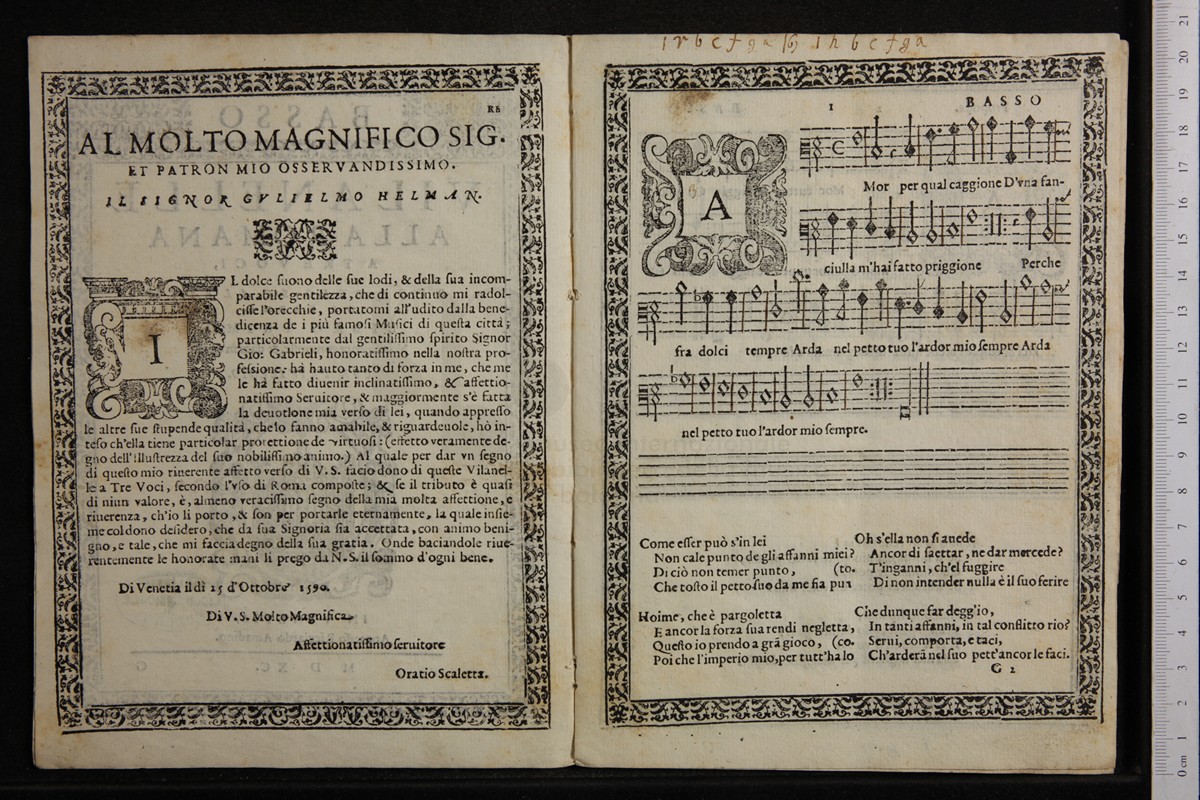 AL MOLTO MAGNIFICO SIG.
ET PATRON MIO OSSERVANDISSIMO.
IL SIGNOR GVLIELMO HELMAN.
IL dolce suono delle sue lodi, & della sua incom-
parabile gentilezza, che di continuo mi radol-
cisse l'orecchie, portatomi all'udito dalla bene-
dicenza de i più famosi Musici di questa città;
particolarmente dal gentilissimo spirito Signor
Gio: Gabrieli, honoratissimo nella nostra pro-
fessione: hà hauto tanto di forza in me, che me
le hà fatto diuenir inclinatissimo, & affettio-
natissimo Seruitore, & maggiormente s'è fatta
la deuotione mia verso di lei, quando appresso
le altre sue stupende qualità, che lo fanno amabile, & riguardeuole, hò in-
teso ch'ella tiene particolar protettione de virtuosi: (effetto veramente de-
gno dell'illustrezza del suo nobilissimo animo.) Al quale per dar vn segno
di questo mio riuerente affetto verso di V. S. facio dono di queste Vilanel-
le a Tre Voci, secondo l'vso di Roma composte; & se il tributo è quasi
di niun valore, è, almeno veracissimo segno della mia molta affettione, e
riuerenza, ch'io li porto, & son per portarle eternamente, la quale insie-
me col dono desidero, che da sua Signoria sia accettata, con animo beni-
gno, e tale, che mi faccia degno della sua gratia. Onde baciandole riue-
rentemente le honorate mani li prego da N. S. il sommo d'ogni bene.
Di Venetia il dì 15 d'Ottobre 1590.
Di V. S. Molto Magnifica
Affettionatissinio seruitore
Oratio Scaletta.
1 BASSO
AMor per qual caggione D'vna fan-
ciulla m'hai fatto priggione Perche
fra dolci tempre Arda nel petto tuo l'ardor mio sempre Arda
nel petto tuo l'ardor mio sempre.
Come esser può s'in lei
Non cale punto de gli affanni miei?
Di ciò non temer punto, (to.
Che tosto il petto suo da me sia pun
Hoime, che è pargoletta
E ancor la forza sua rendi negletta,
Questo io prendo a grā gioco, (co.
Poi che l'imperio mio, per tutt'ha lo
Oh s'ella non si auede
Ancor di saettar, ne dar mercede?
T'inganni, ch'el fuggire
Di non intender nulla è il suo ferire
Che dunque far degg'io,
In tanti affanni, in tal conflitto rio?
Serui, comporta, e taci,
Ch'arderà nel suo pett'ancor le faci.
G 2